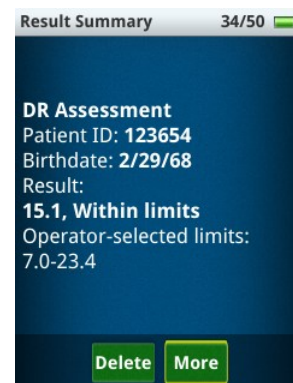 Result Summary 34/50
DR Assessment
Patient ID: 123654
Birthdate: 2/29/68
Result:
15.1, Within limits
Operator-selected limits:
7.0-23.4
Delete More